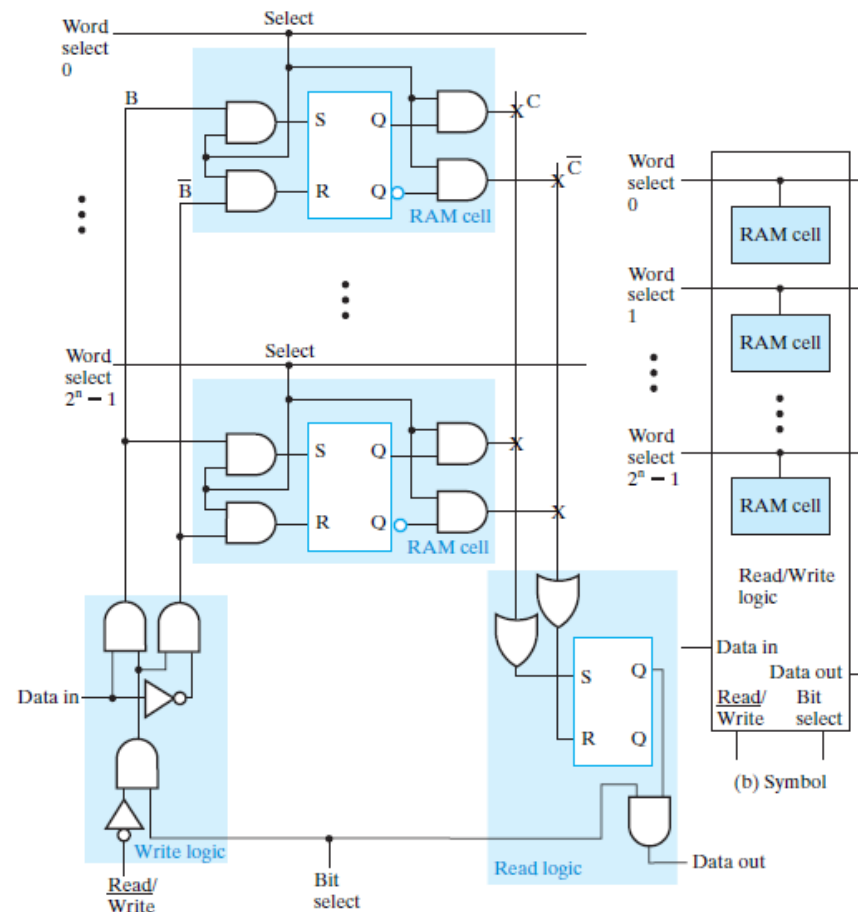 Word
select
0
Select
B
B̅
S
Q
R
Q
RAM cell
C
C̅
Word
select
2ⁿ − 1
Select
S
Q
R
Q
RAM cell
Data in
Write logic
Read/
Write
Bit
select
S
Q
R
Q
Read logic
Data out
Word
select
0
RAM cell
Word
select
1
RAM cell
Word
select
2ⁿ − 1
RAM cell
Read/Write
logic
Data in
Data out
Read/
Write
Bit
select
(b) Symbol
X
X
X
X